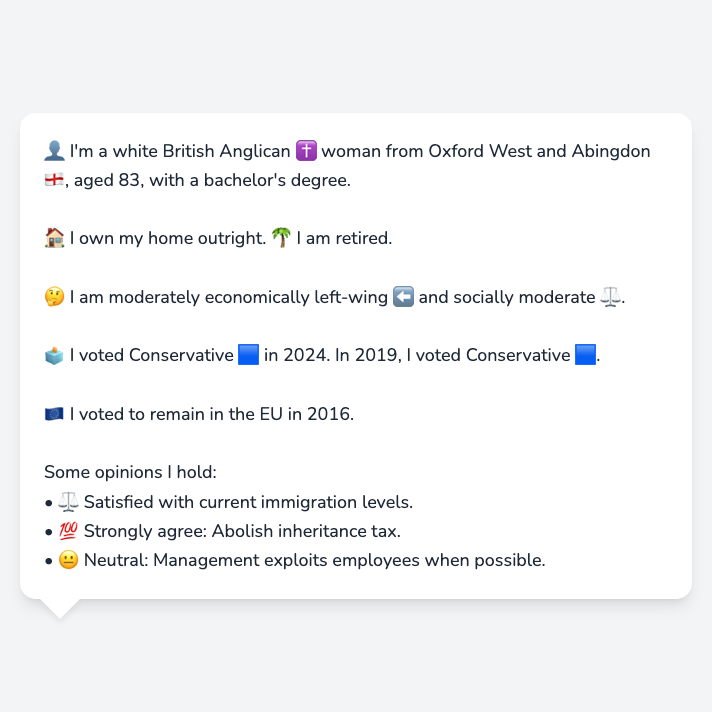 👤 I'm a white British Anglican ✝️ woman from Oxford West and Abingdon
🏴󠁧󠁢󠁥󠁮󠁧󠁿, aged 83, with a bachelor's degree.
🏠 I own my home outright. 🌴 I am retired.
🤔 I am moderately economically left-wing ⬅️ and socially moderate ⚖️.
🗳️ I voted Conservative 🟦 in 2024. In 2019, I voted Conservative 🟦.
🇪🇺 I voted to remain in the EU in 2016.
Some opinions I hold:
• ⚖️ Satisfied with current immigration levels.
• 💯 Strongly agree: Abolish inheritance tax.
• 😐 Neutral: Management exploits employees when possible.